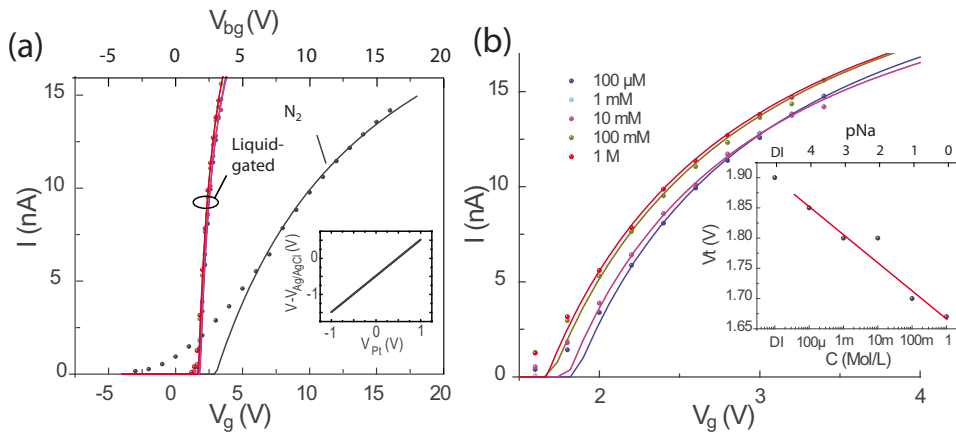 (a)
V_bg(V)
-5 0 5 10 15 20
15
10
5
0
I (nA)
N₂
Liquid-
gated
0
-1
V-V_Ag/AgCl (V)
-1 0 1
V_Pt (V)
-5 0 5 10 15 20
V_g (V)
(b)
15
10
5
0
I (nA)
100 µM
1 mM
10 mM
100 mM
1 M
pNa
DI 4 3 2 1 0
1.90
1.85
1.80
1.75
1.70
1.65
Vt (V)
DI 100µ 1m 10m 100m 1
C (Mol/L)
2 3 4
V_g (V)